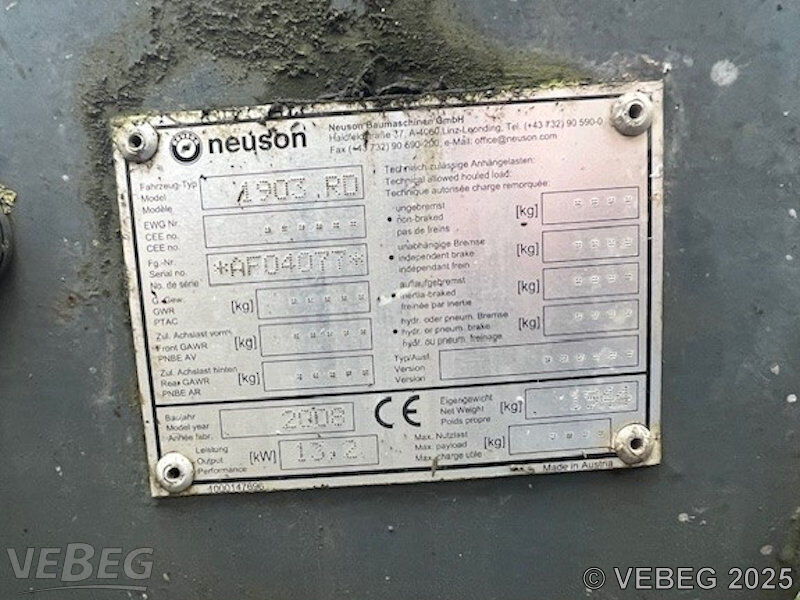 neuson
Neuson Baumaschinen GmbH
Haidfeldstraße 37, A-4060 Linz-Leonding, Tel. (+43 732) 90 590-0
Fax (+43 732) 90 590-200, e-Mail: office@neuson.com
Fahrzeug-Typ
Model
Modèle
1903 RD
EWG Nr.
CEE no.
CEE no.
*****
Fg.-Nr.
Serial no.
No. de série
*AF04077*
G. Gew.
GWR
PTAC
[kg]
****
Zul. Achslast vorn
Front GAWR
PNBE AV
[kg]
*****
Zul. Achslast hinten
Rear GAWR
PNBE AR
[kg]
*****
Technisch zulässige Anhängelasten:
Technical allowed houled load:
Technique autorisée charge remorquée:
ungebremst
• non-braked
pas de freins
[kg]
****
unabhängige Bremse
• independent brake
independant frein
[kg]
****
auflaufgebremst
• inertia-braked
freinée par inertie
[kg]
****
hydr. oder pneum. Bremse
• hydr. or pneum. brake
hydr. ou pneum. freinage
[kg]
****
Typ/Ausf.
Version
Version
*****
Baujahr
Model year
Année fabr.
2008
Leistung
Output
Performance
[kW]
13,2
CE
Eigengewicht
Net Weight
Poids propre
[kg]
Max. Nutzlast
Max. payload
Max. charge utile
[kg]
****
1000147696
Made in Austria
VEBEG
© VEBEG 2025